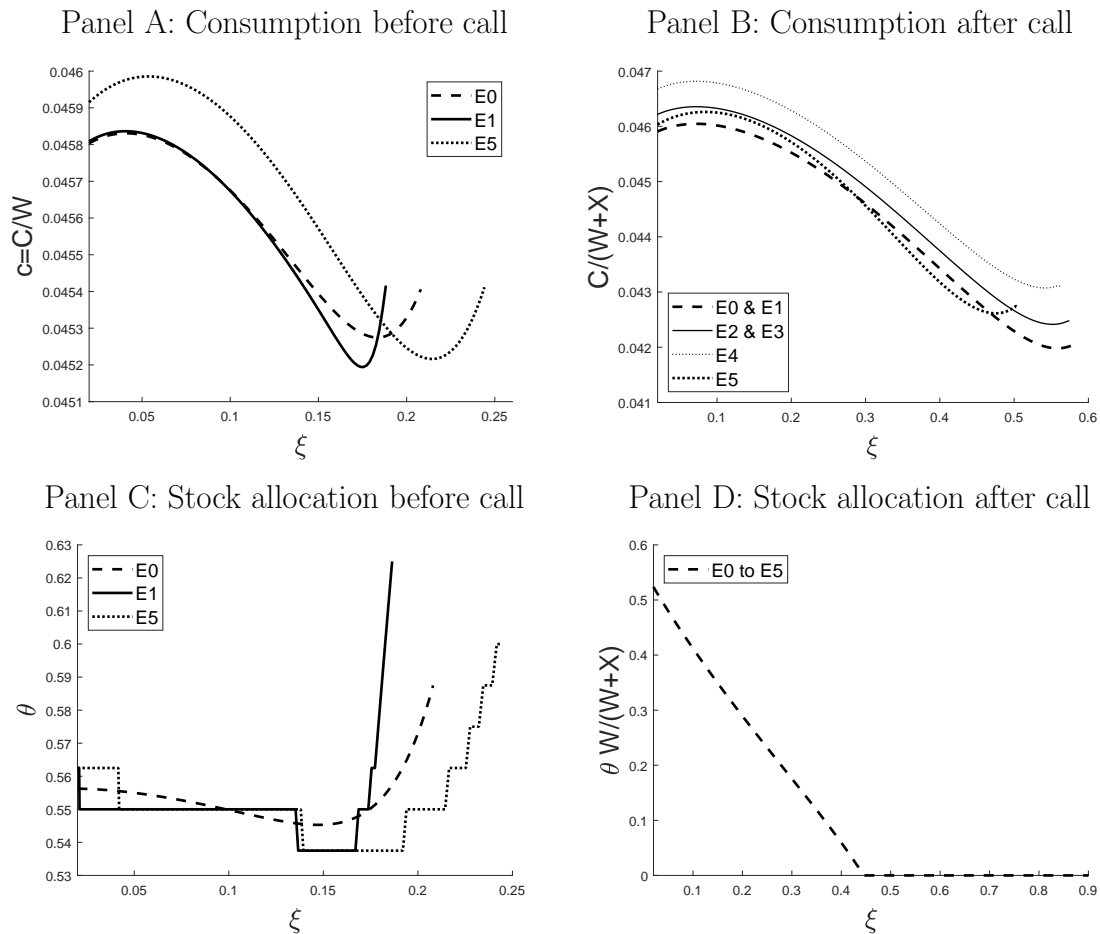 Panel A: Consumption before call
c=C/W
0.046
0.0459
0.0458
0.0457
0.0456
0.0455
0.0454
0.0453
0.0452
0.0451
E0
E1
E5
0.05
0.1
0.15
0.2
0.25
ξ
Panel B: Consumption after call
C/(W+X)
0.047
0.046
0.045
0.044
0.043
0.042
0.041
E0 & E1
E2 & E3
E4
E5
0.1
0.2
0.3
0.4
0.5
0.6
ξ
Panel C: Stock allocation before call
θ
0.63
0.62
0.61
0.6
0.59
0.58
0.57
0.56
0.55
0.54
0.53
E0
E1
E5
0.05
0.1
0.15
0.2
0.25
ξ
Panel D: Stock allocation after call
θ W/(W+X)
0.6
0.5
0.4
0.3
0.2
0.1
0
E0 to E5
0.1
0.2
0.3
0.4
0.5
0.6
0.7
0.8
0.9
ξ